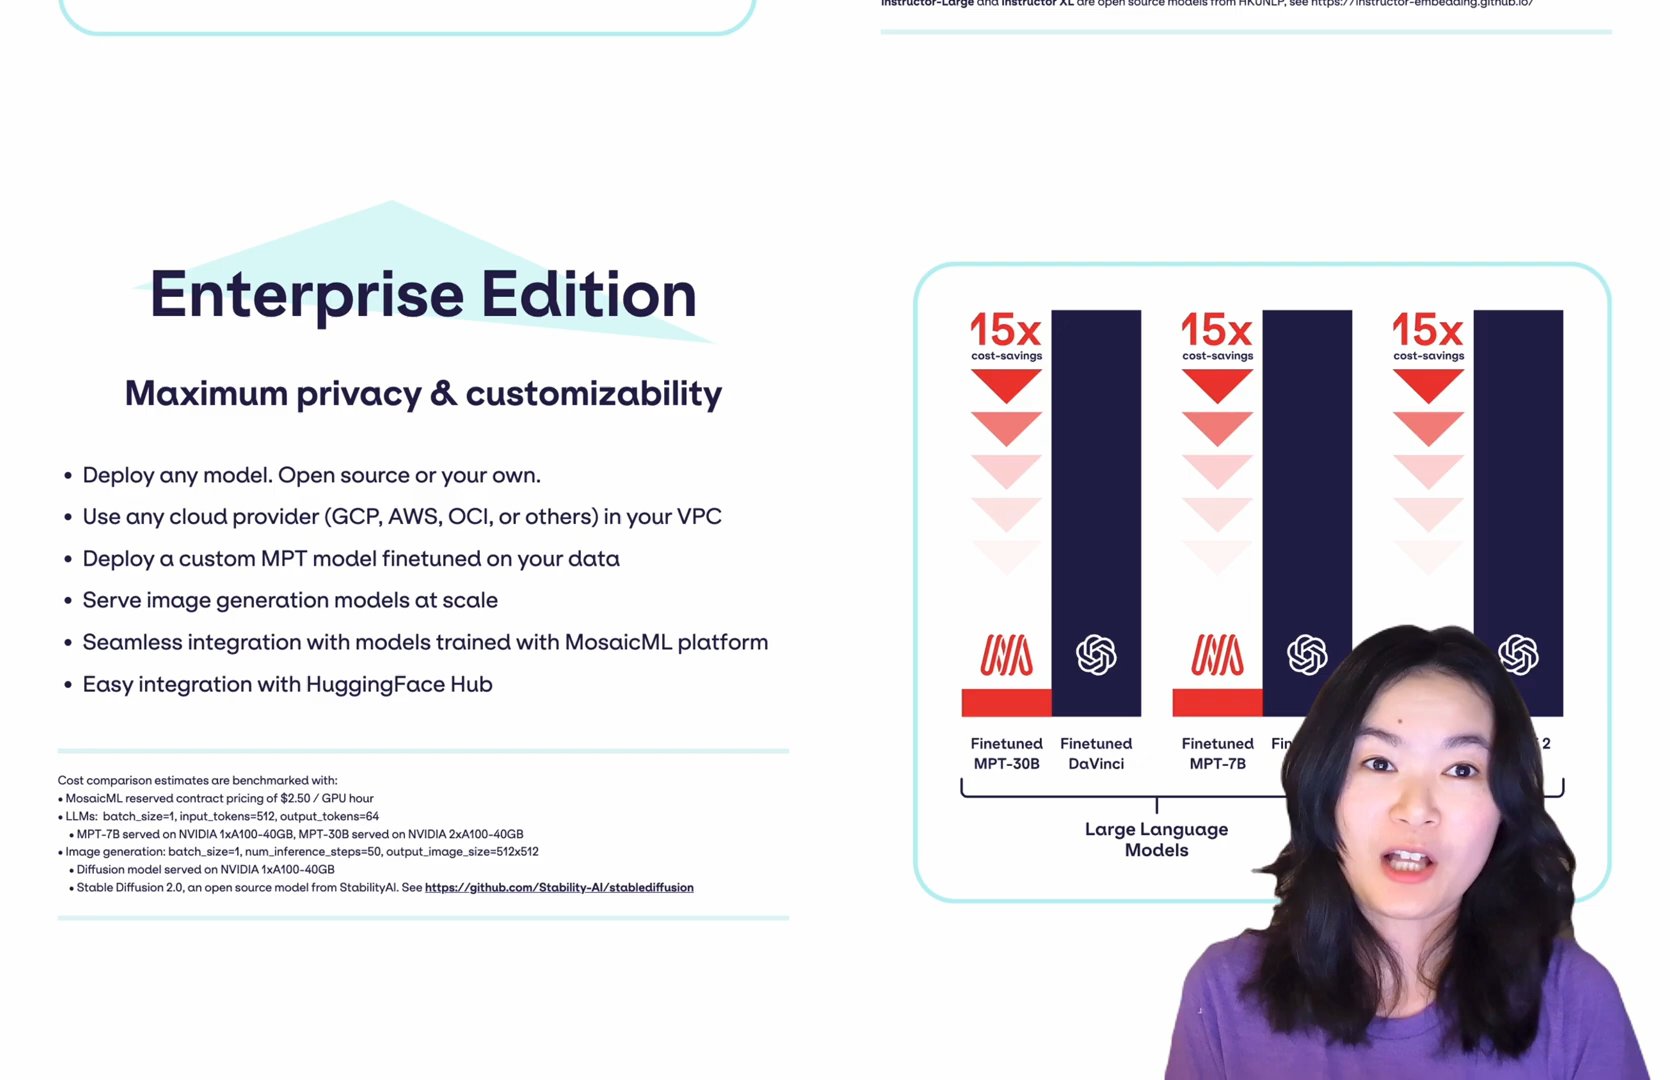 Instructor-Large and Instructor XL are open source models from HKUNLP, see https://instructor-embedding.github.io/
Enterprise Edition
Maximum privacy & customizability
• Deploy any model. Open source or your own.
• Use any cloud provider (GCP, AWS, OCI, or others) in your VPC
• Deploy a custom MPT model finetuned on your data
• Serve image generation models at scale
• Seamless integration with models trained with MosaicML platform
• Easy integration with HuggingFace Hub
Cost comparison estimates are benchmarked with:
• MosaicML reserved contract pricing of $2.50 / GPU hour
• LLMs: batch_size=1, input_tokens=512, output_tokens=64
• MPT-7B served on NVIDIA 1xA100-40GB, MPT-30B served on NVIDIA 2xA100-40GB
• Image generation: batch_size=1, num_inference_steps=50, output_image_size=512x512
• Diffusion model served on NVIDIA 1xA100-40GB
• Stable Diffusion 2.0, an open source model from StabilityAI. See https://github.com/Stability-AI/stablediffusion
15x 15x 15x
cost-savings cost-savings cost-savings
Finetuned Finetuned Finetuned
MPT-30B DaVinci MPT-7B
2
Large Language
Models